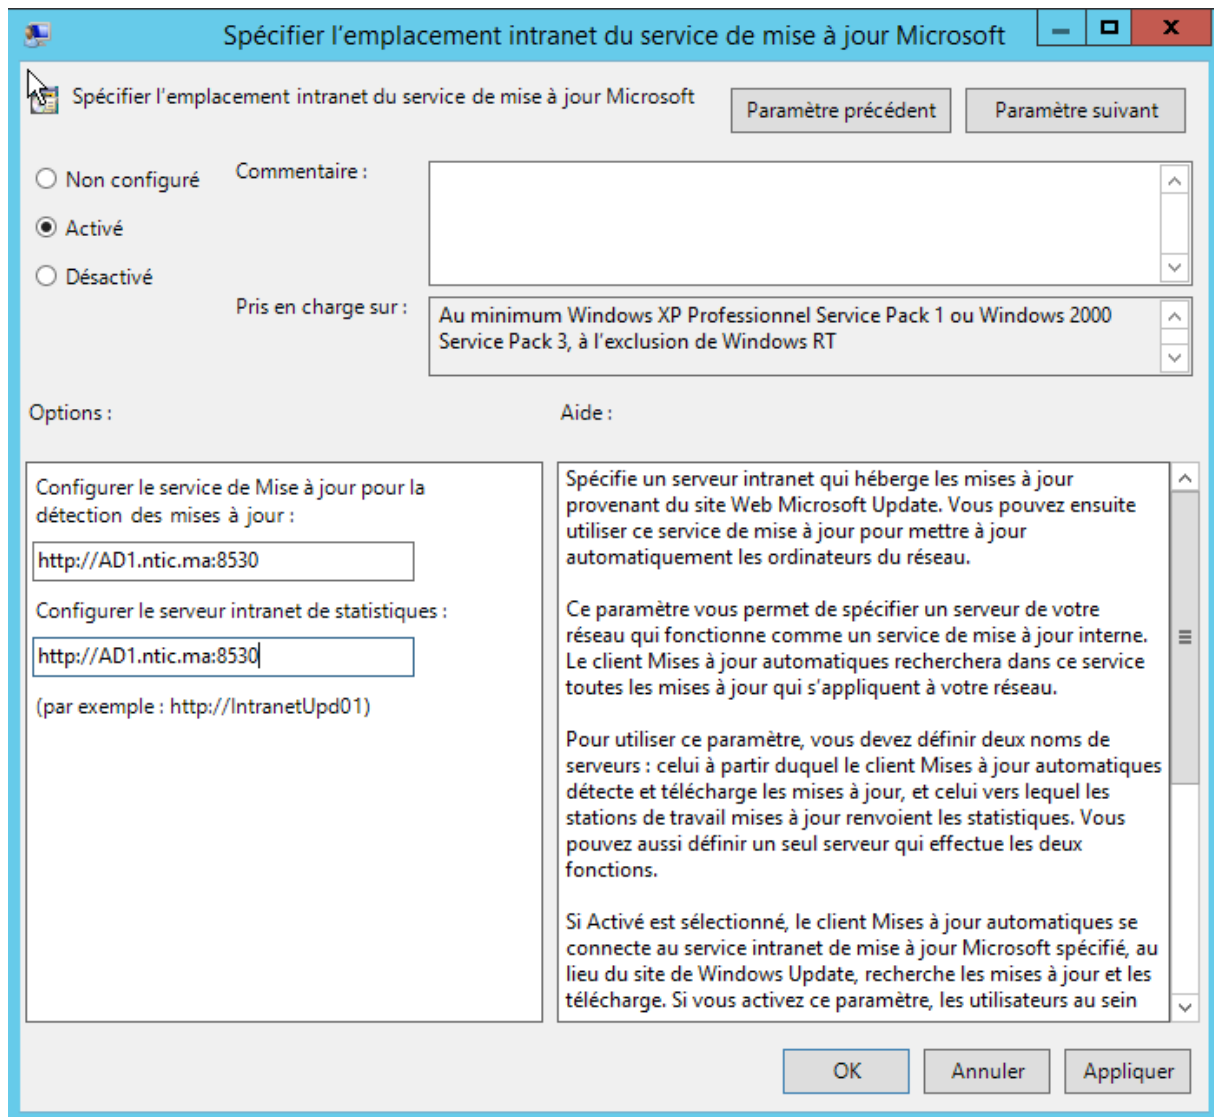 Spécifier l'emplacement intranet du service de mise à jour Microsoft
Spécifier l'emplacement intranet du service de mise à jour Microsoft
Paramètre précédent
Paramètre suivant
Non configuré
Commentaire :
Activé
Désactivé
Pris en charge sur :
Au minimum Windows XP Professionnel Service Pack 1 ou Windows 2000
Service Pack 3, à l'exclusion de Windows RT
Options :
Aide :
Configurer le service de Mise à jour pour la
détection des mises à jour :
http://AD1.ntic.ma:8530
Configurer le serveur intranet de statistiques :
http://AD1.ntic.ma:8530
(par exemple : http://IntranetUpd01)
Spécifie un serveur intranet qui héberge les mises à jour
provenant du site Web Microsoft Update. Vous pouvez ensuite
utiliser ce service de mise à jour pour mettre à jour
automatiquement les ordinateurs du réseau.
Ce paramètre vous permet de spécifier un serveur de votre
réseau qui fonctionne comme un service de mise à jour interne.
Le client Mises à jour automatiques recherchera dans ce service
toutes les mises à jour qui s'appliquent à votre réseau.
Pour utiliser ce paramètre, vous devez définir deux noms de
serveurs : celui à partir duquel le client Mises à jour automatiques
détecte et télécharge les mises à jour, et celui vers lequel les
stations de travail mises à jour renvoient les statistiques. Vous
pouvez aussi définir un seul serveur qui effectue les deux
fonctions.
Si Activé est sélectionné, le client Mises à jour automatiques se
connecte au service intranet de mise à jour Microsoft spécifié, au
lieu du site de Windows Update, recherche les mises à jour et les
télécharge. Si vous activez ce paramètre, les utilisateurs au sein
OK
Annuler
Appliquer